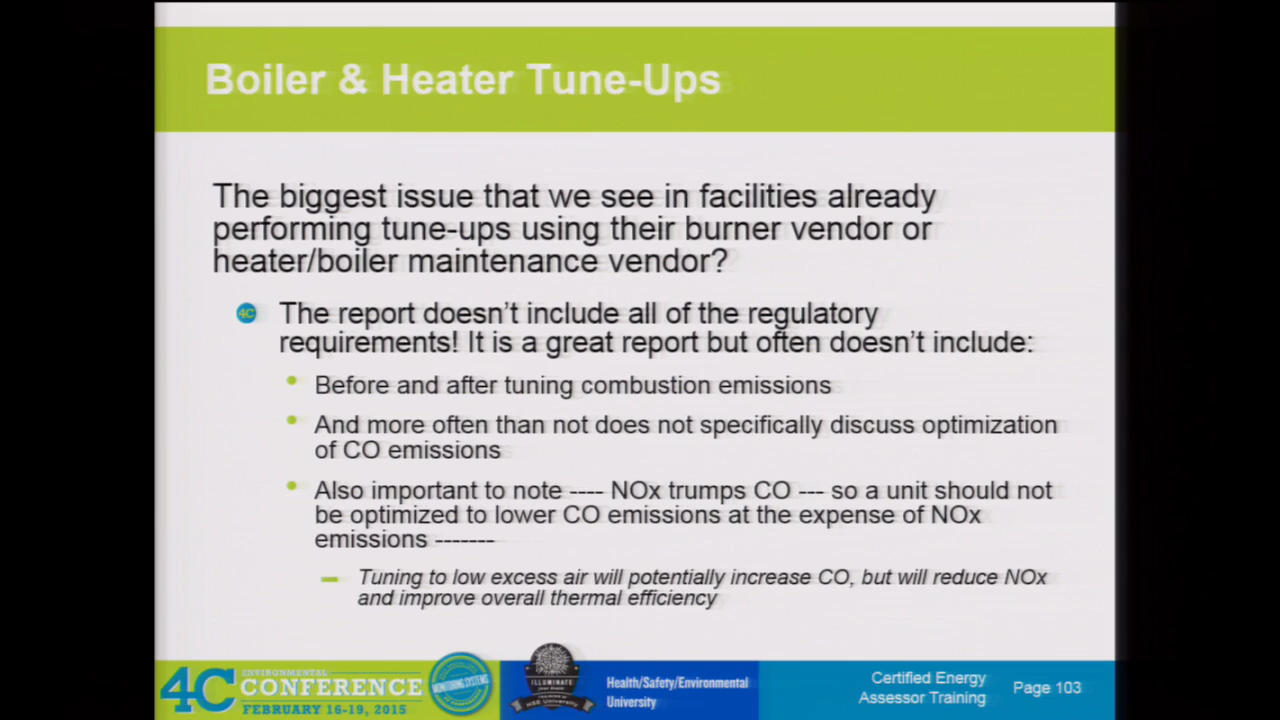 Boiler & Heater Tune-Ups
The biggest issue that we see in facilities already
performing tune-ups using their burner vendor or
heater/boiler maintenance vendor?
4C
The report doesn't include all of the regulatory
requirements! It is a great report but often doesn't include:
Before and after tuning combustion emissions
And more often than not does not specifically discuss optimization
of CO emissions
Also important to note ---- NOx trumps CO --- so a unit should not
be optimized to lower CO emissions at the expense of NOx
emissions -------
Tuning to low excess air will potentially increase CO, but will reduce NOx
and improve overall thermal efficiency
4C
ENVIRONMENTAL
CONFERENCE
FEBRUARY 16-19, 2015
MONITORING SYSTEMS
ILLUMINATE
HSE University
Health/Safety/Environmental
University
Certified Energy
Assessor Training
Page 103